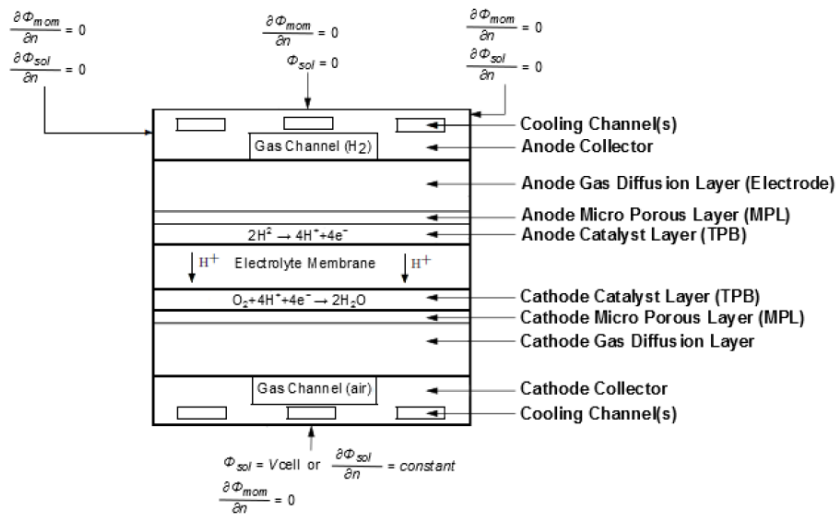 ∂Φmom/∂n = 0
∂Φsol/∂n = 0
∂Φmom/∂n = 0
Φsol = 0
∂Φmom/∂n = 0
∂Φsol/∂n = 0
Cooling Channel(s)
Gas Channel (H2)
Anode Collector
Anode Gas Diffusion Layer (Electrode)
Anode Micro Porous Layer (MPL)
2H² → 4H⁺+4e⁻
Anode Catalyst Layer (TPB)
H⁺ Electrolyte Membrane H⁺
O₂+4H⁺+4e⁻ → 2H₂O
Cathode Catalyst Layer (TPB)
Cathode Micro Porous Layer (MPL)
Cathode Gas Diffusion Layer
Gas Channel (air)
Cathode Collector
Cooling Channel(s)
Φsol = Vcell or ∂Φsol/∂n = constant
∂Φmom/∂n = 0